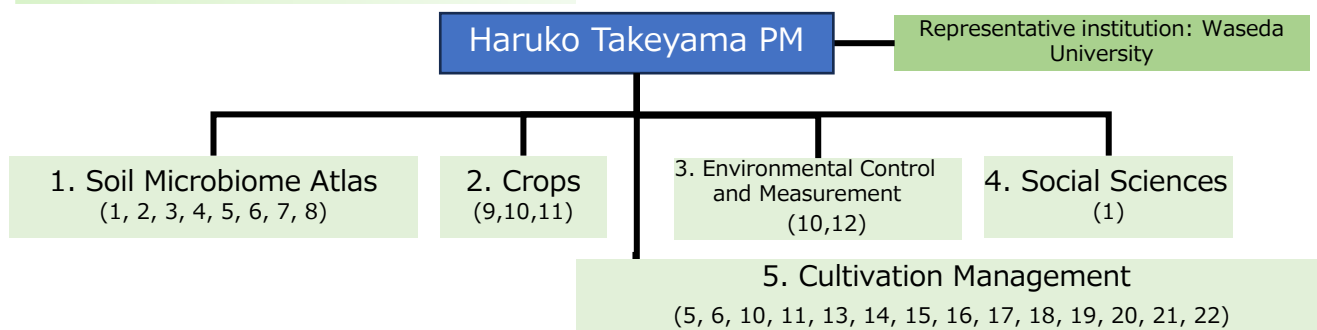 Haruko Takeyama PM
Representative institution: Waseda
University
1. Soil Microbiome Atlas
(1, 2, 3, 4, 5, 6, 7, 8)
2. Crops
(9,10,11)
3. Environmental Control
and Measurement
(10,12)
4. Social Sciences
(1)
5. Cultivation Management
(5, 6, 10, 11, 13, 14, 15, 16, 17, 18, 19, 20, 21, 22)